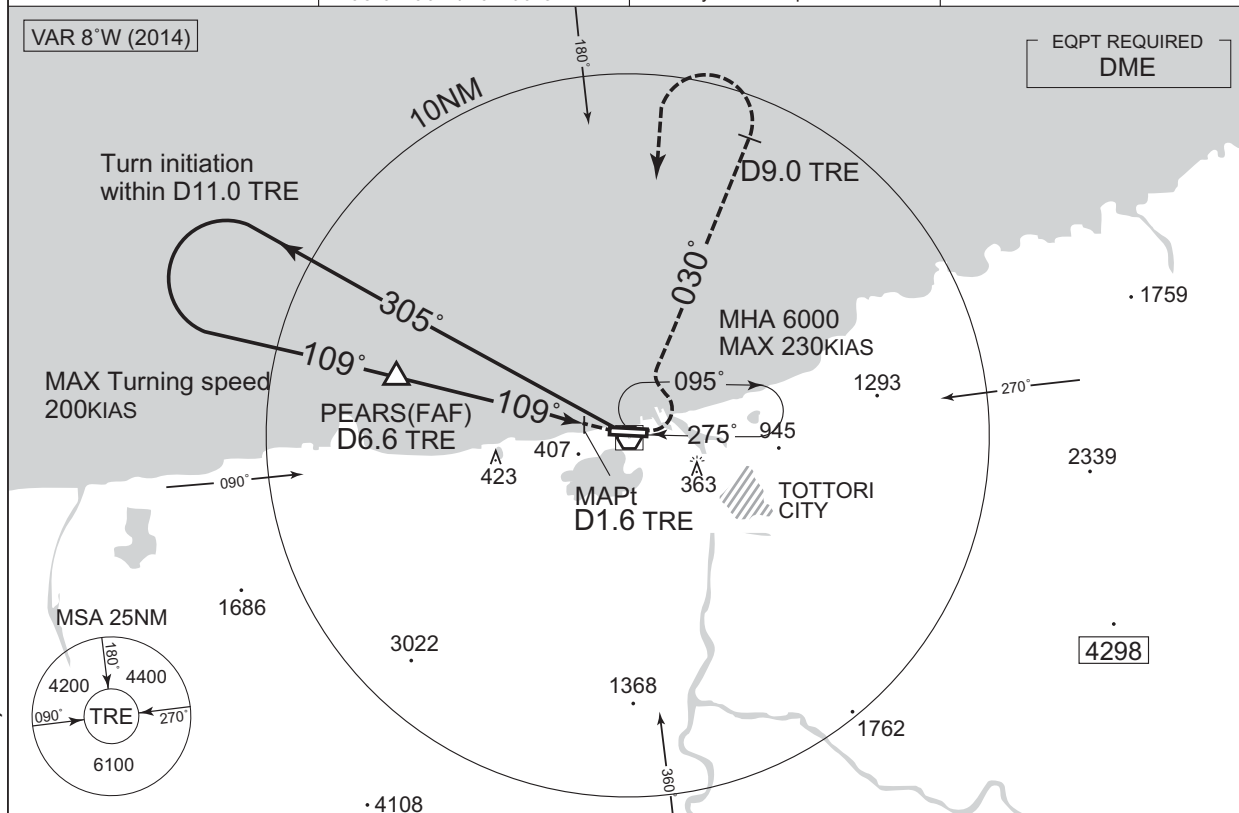 VAR 8°W (2014)
180°
EQPT REQUIRED
DME
10NM
Turn initiation
within D11.0 TRE
D9.0 TRE
305°
030°
1759
MHA 6000
MAX 230KIAS
109°
MAX Turning speed
200KIAS
095°
1293
270°
PEARS(FAF)
D6.6 TRE
109°
275°
945
407
423
363
2339
090°
MAPt
D1.6 TRE
TOTTORI
CITY
1686
MSA 25NM
180°
4200
4400
090°
TRE
270°
6100
3022
4298
1368
1762
360°
4108